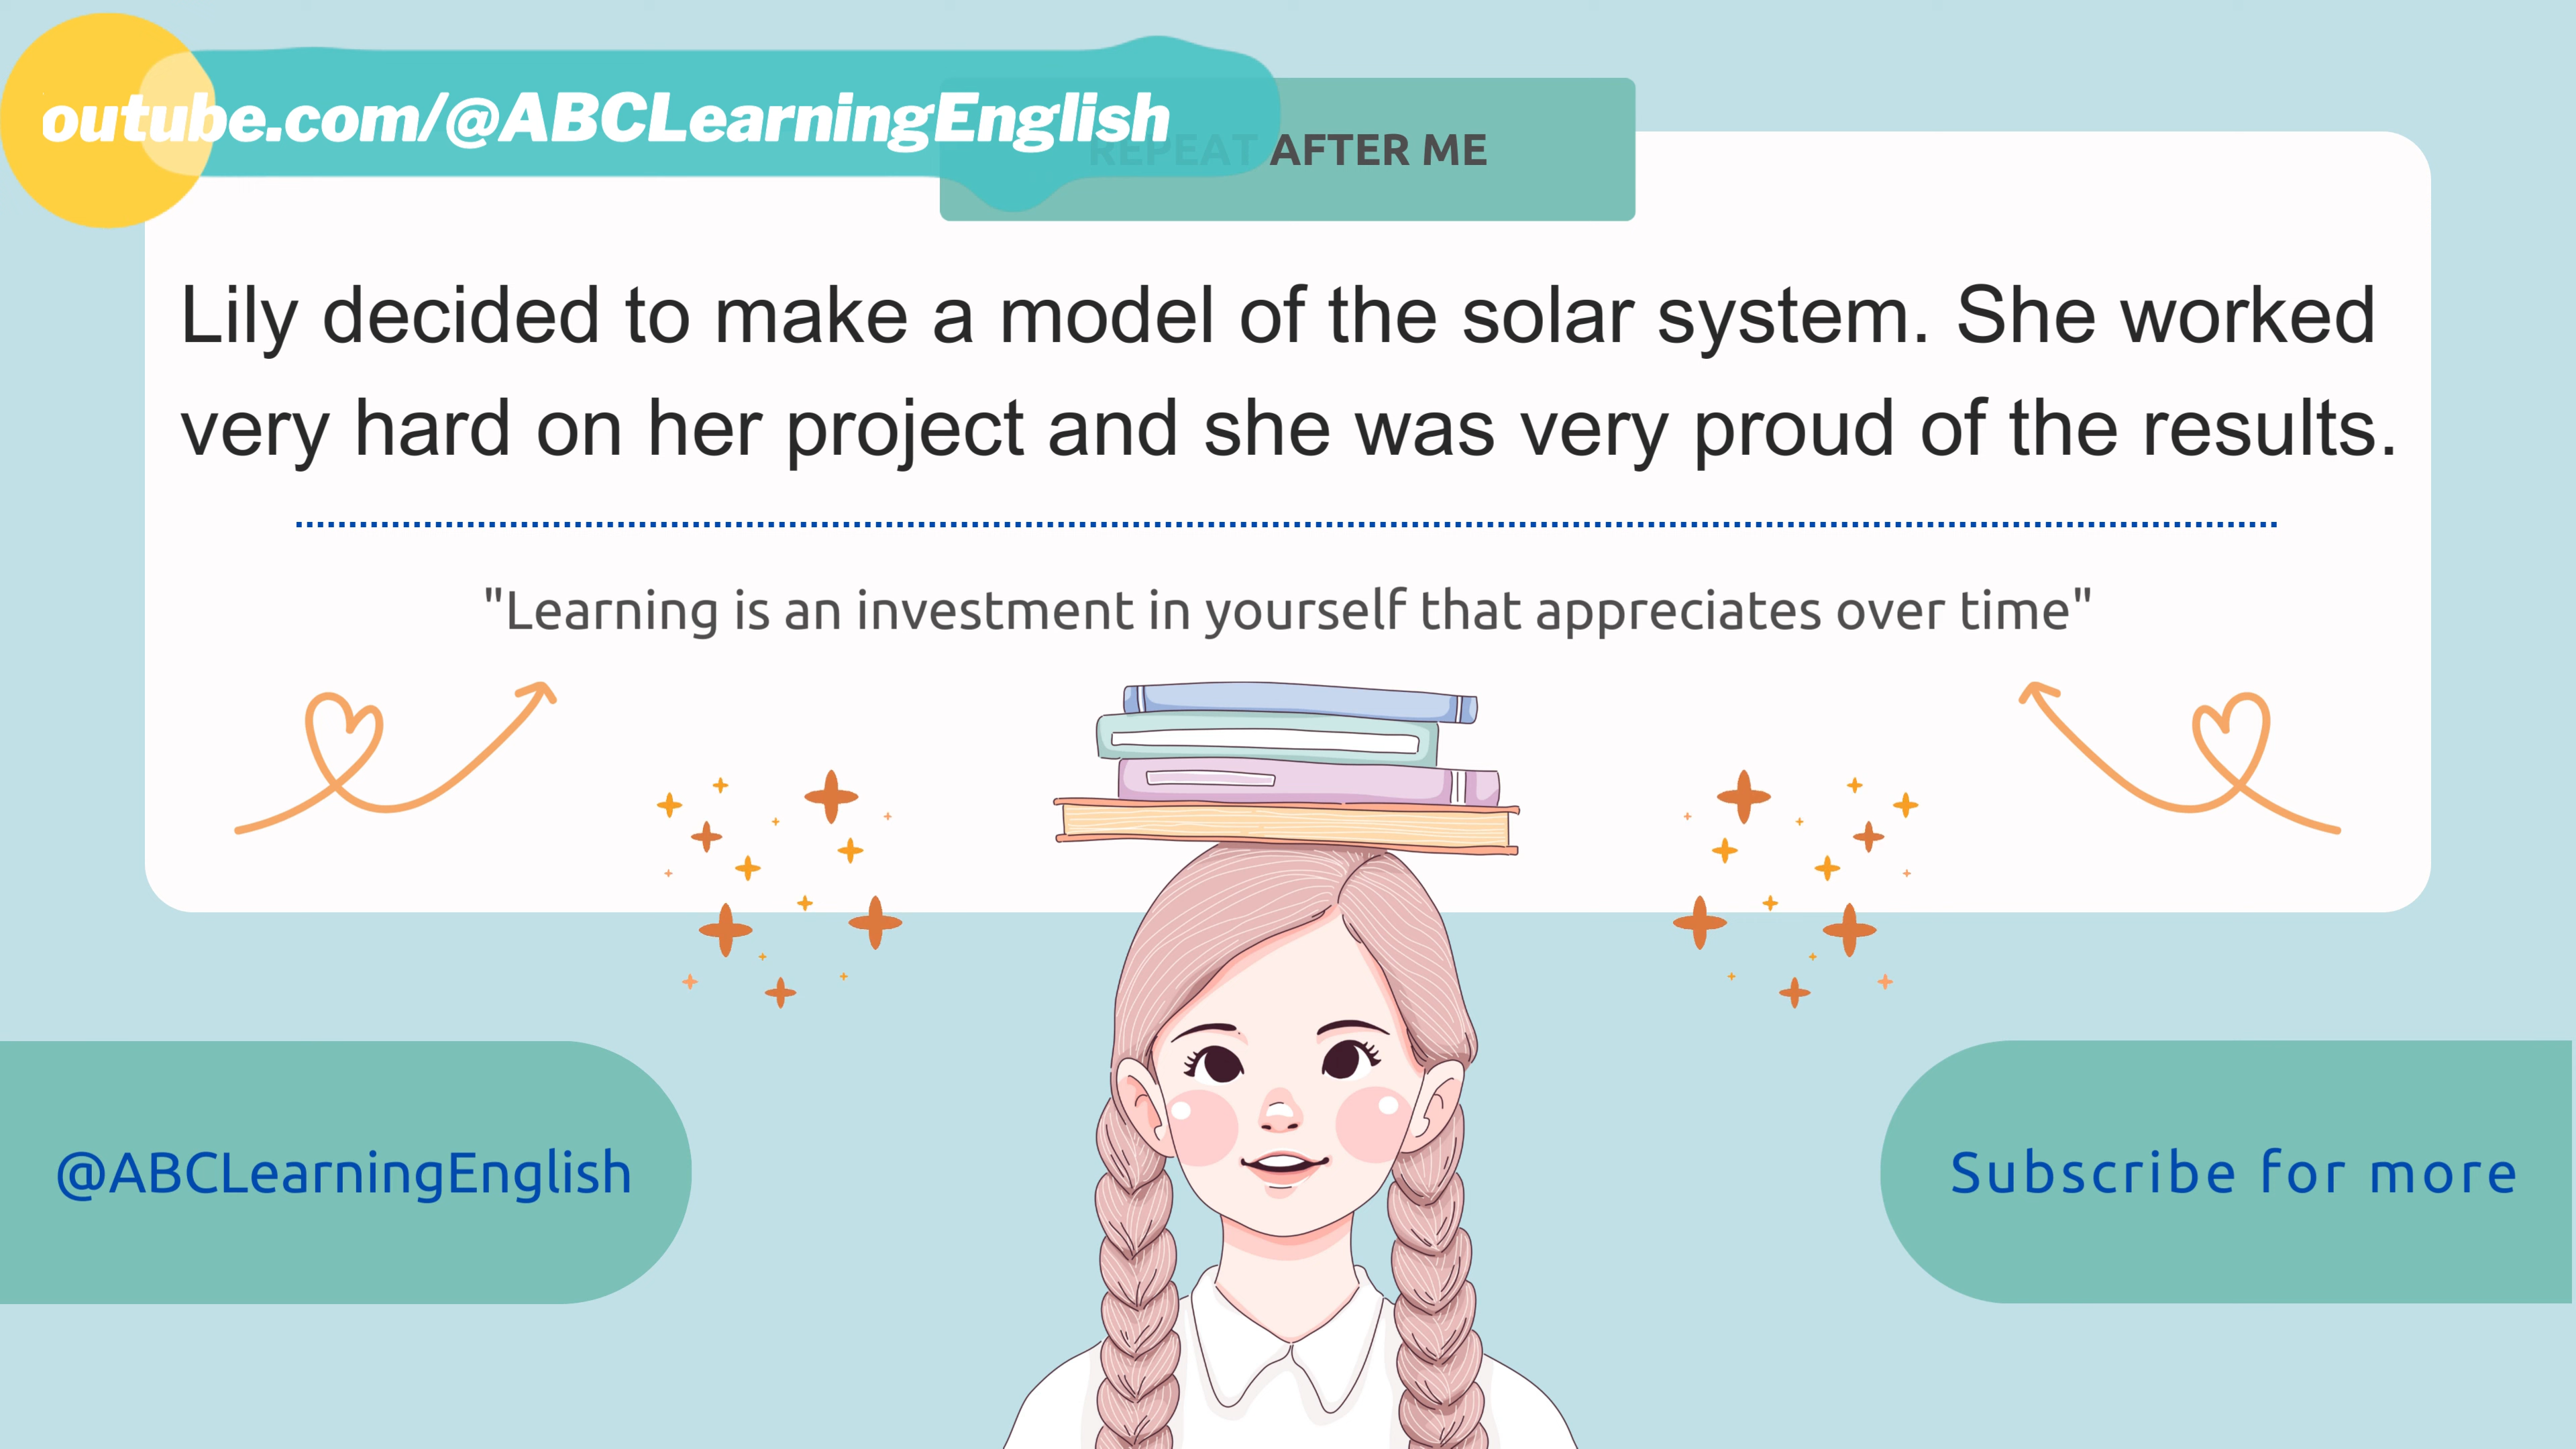 outube.com/@ABCLearningEnglish
REPEAT AFTER ME
Lily decided to make a model of the solar system. She worked
very hard on her project and she was very proud of the results.
"Learning is an investment in yourself that appreciates over time"
@ABCLearningEnglish
Subscribe for more